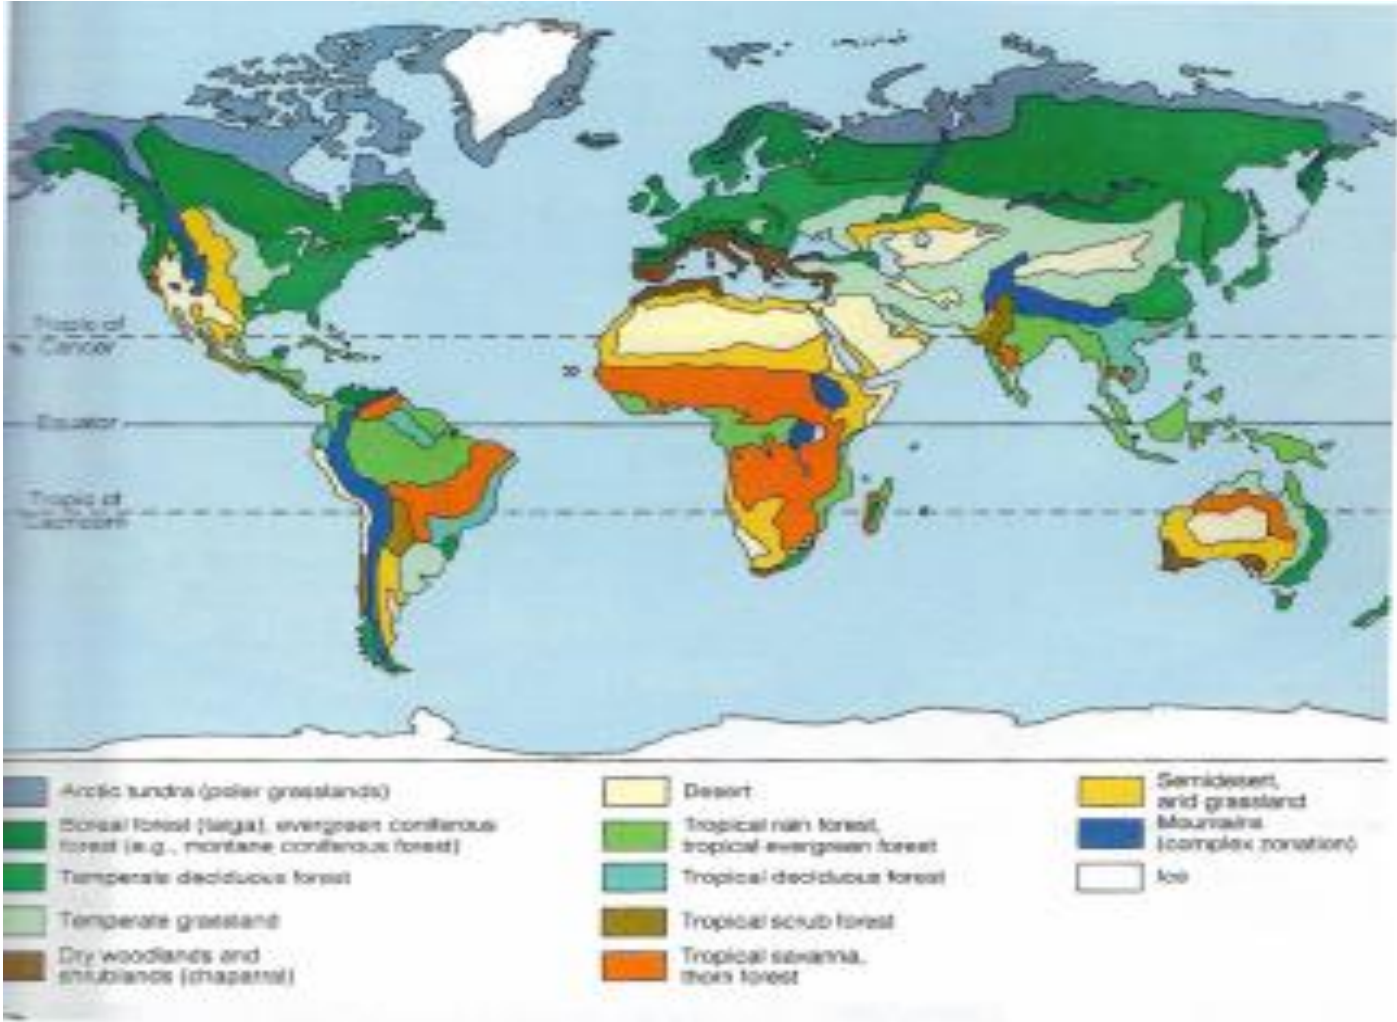 Tropic of
Cancer
Equator
Tropic of
Capricorn
Arctic tundra (polar grasslands)
Boreal forest (taiga), evergreen coniferous
forest (e.g., montane coniferous forest)
Temperate deciduous forest
Temperate grassland
Dry woodlands and
shrublands (chaparral)
Desert
Tropical rain forest,
tropical evergreen forest
Tropical deciduous forest
Tropical scrub forest
Tropical savanna,
thorn forest
Semidesert,
arid grassland
Mountains
(complex zonation)
Ice